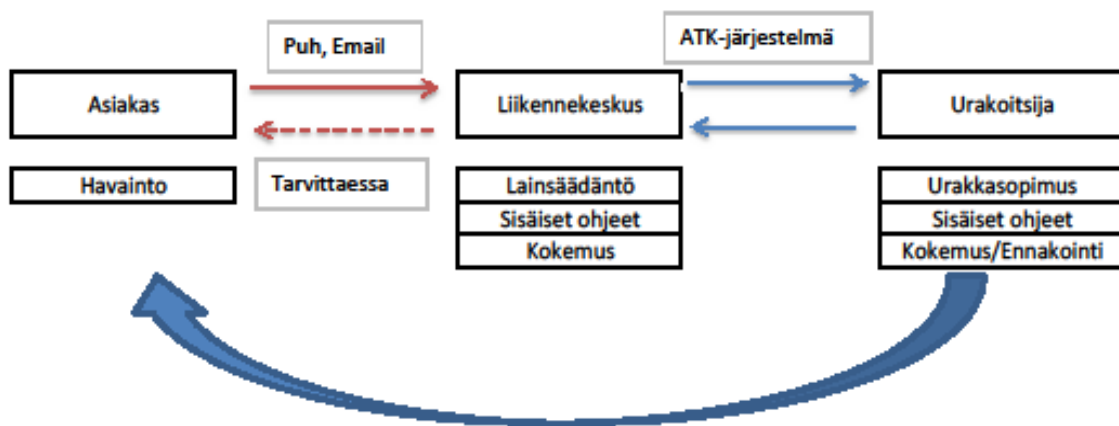 Puh, Email
ATK-järjestelmä
Asiakas
Liikennekeskus
Urakoitsija
Havainto
Tarvittaessa
Lainsäädäntö
Urakkasopimus
Sisäiset ohjeet
Sisäiset ohjeet
Kokemus
Kokemus/Ennakointi